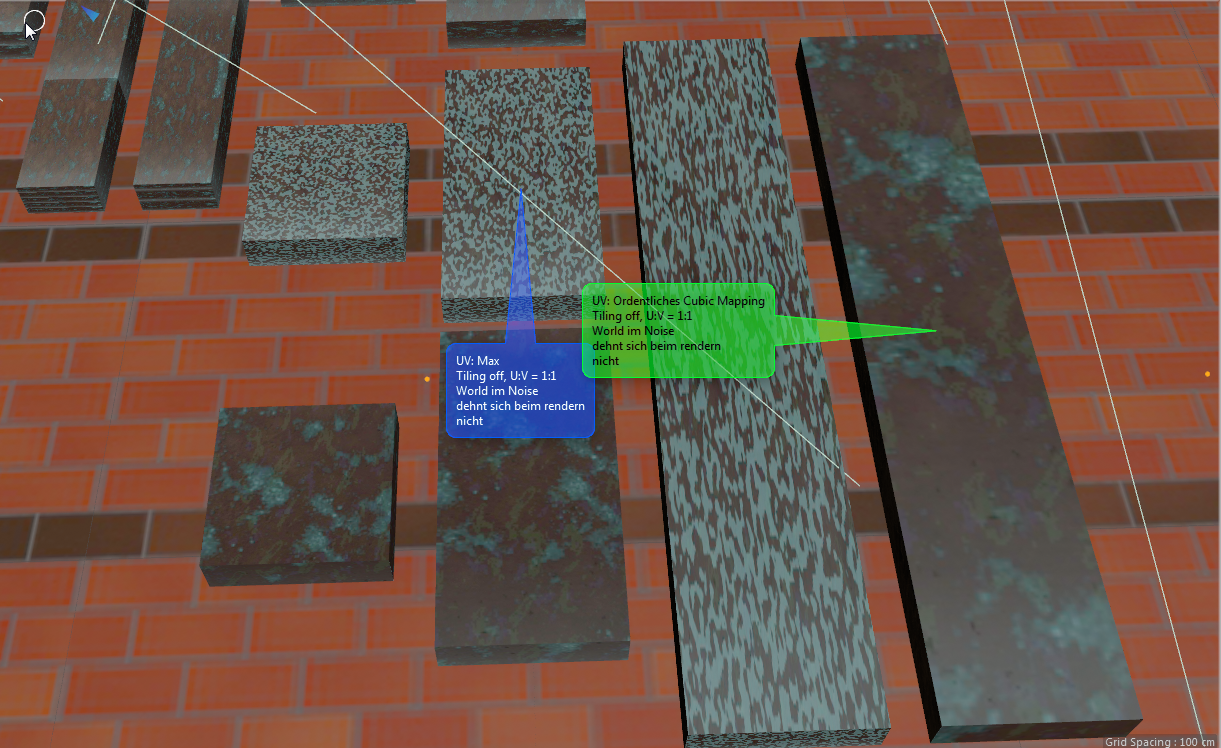 UV: Ordentliches Cubic Mapping
Tiling off, U:V = 1:1
World im Noise
dehnt sich beim rendern
nicht
UV: Max
Tiling off, U:V = 1:1
World im Noise
dehnt sich beim rendern
nicht
Grid Spacing : 100 cm